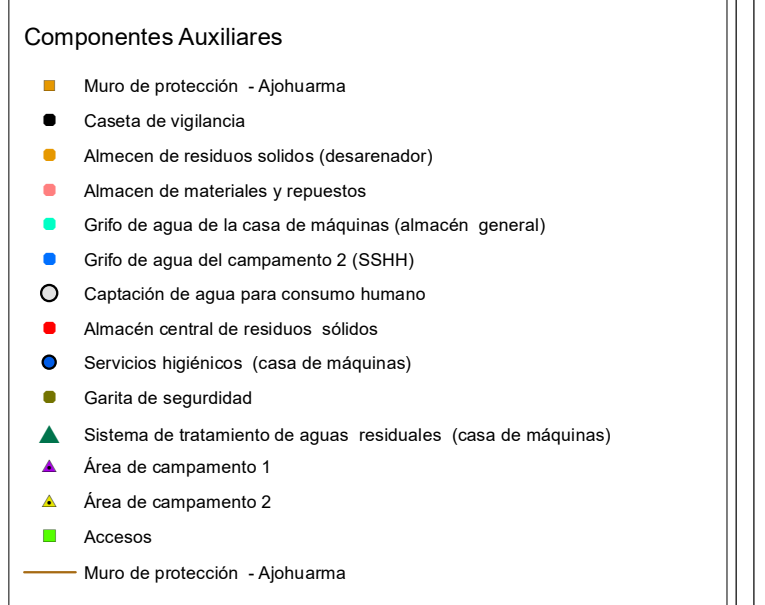 Componentes Auxiliares
Muro de protección - Ajohuarma
Caseta de vigilancia
Almecen de residuos solidos (desarenador)
Almacen de materiales y repuestos
Grifo de agua de la casa de máquinas (almacén general)
Grifo de agua del campamento 2 (SSHH)
Captación de agua para consumo humano
Almacén central de residuos sólidos
Servicios higiénicos (casa de máquinas)
Garita de segurdidad
Sistema de tratamiento de aguas residuales (casa de máquinas)
Área de campamento 1
Área de campamento 2
Accesos
Muro de protección - Ajohuarma